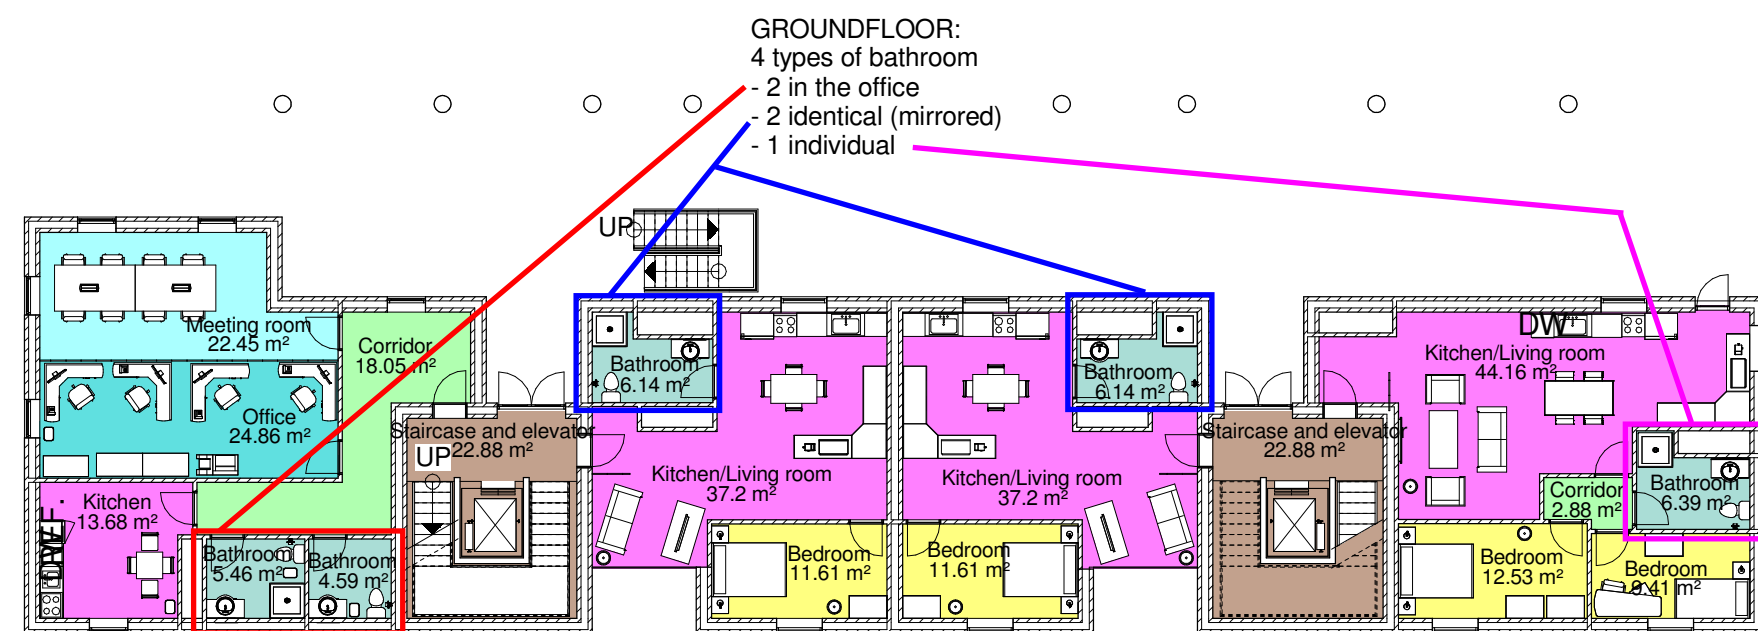 GROUNDFLOOR:
4 types of bathroom
- 2 in the office
- 2 identical (mirrored)
- 1 individual
UP
Meeting room
22.45 m²
Corridor
18.05 m²
Office
24.86 m²
Kitchen
13.68 m²
Bathroom
5.46 m²
Bathroom
4.59 m²
Staircase and elevator
22.88 m²
UP
Bathroom
6.14 m²
Kitchen/Living room
37.2 m²
Bedroom
11.61 m²
Bathroom
6.14 m²
Kitchen/Living room
37.2 m²
Bedroom
11.61 m²
Staircase and elevator
22.88 m²
DW
Kitchen/Living room
44.16 m²
Corridor
2.88 m²
Bathroom
6.39 m²
Bedroom
12.53 m²
Bedroom
9.41 m²